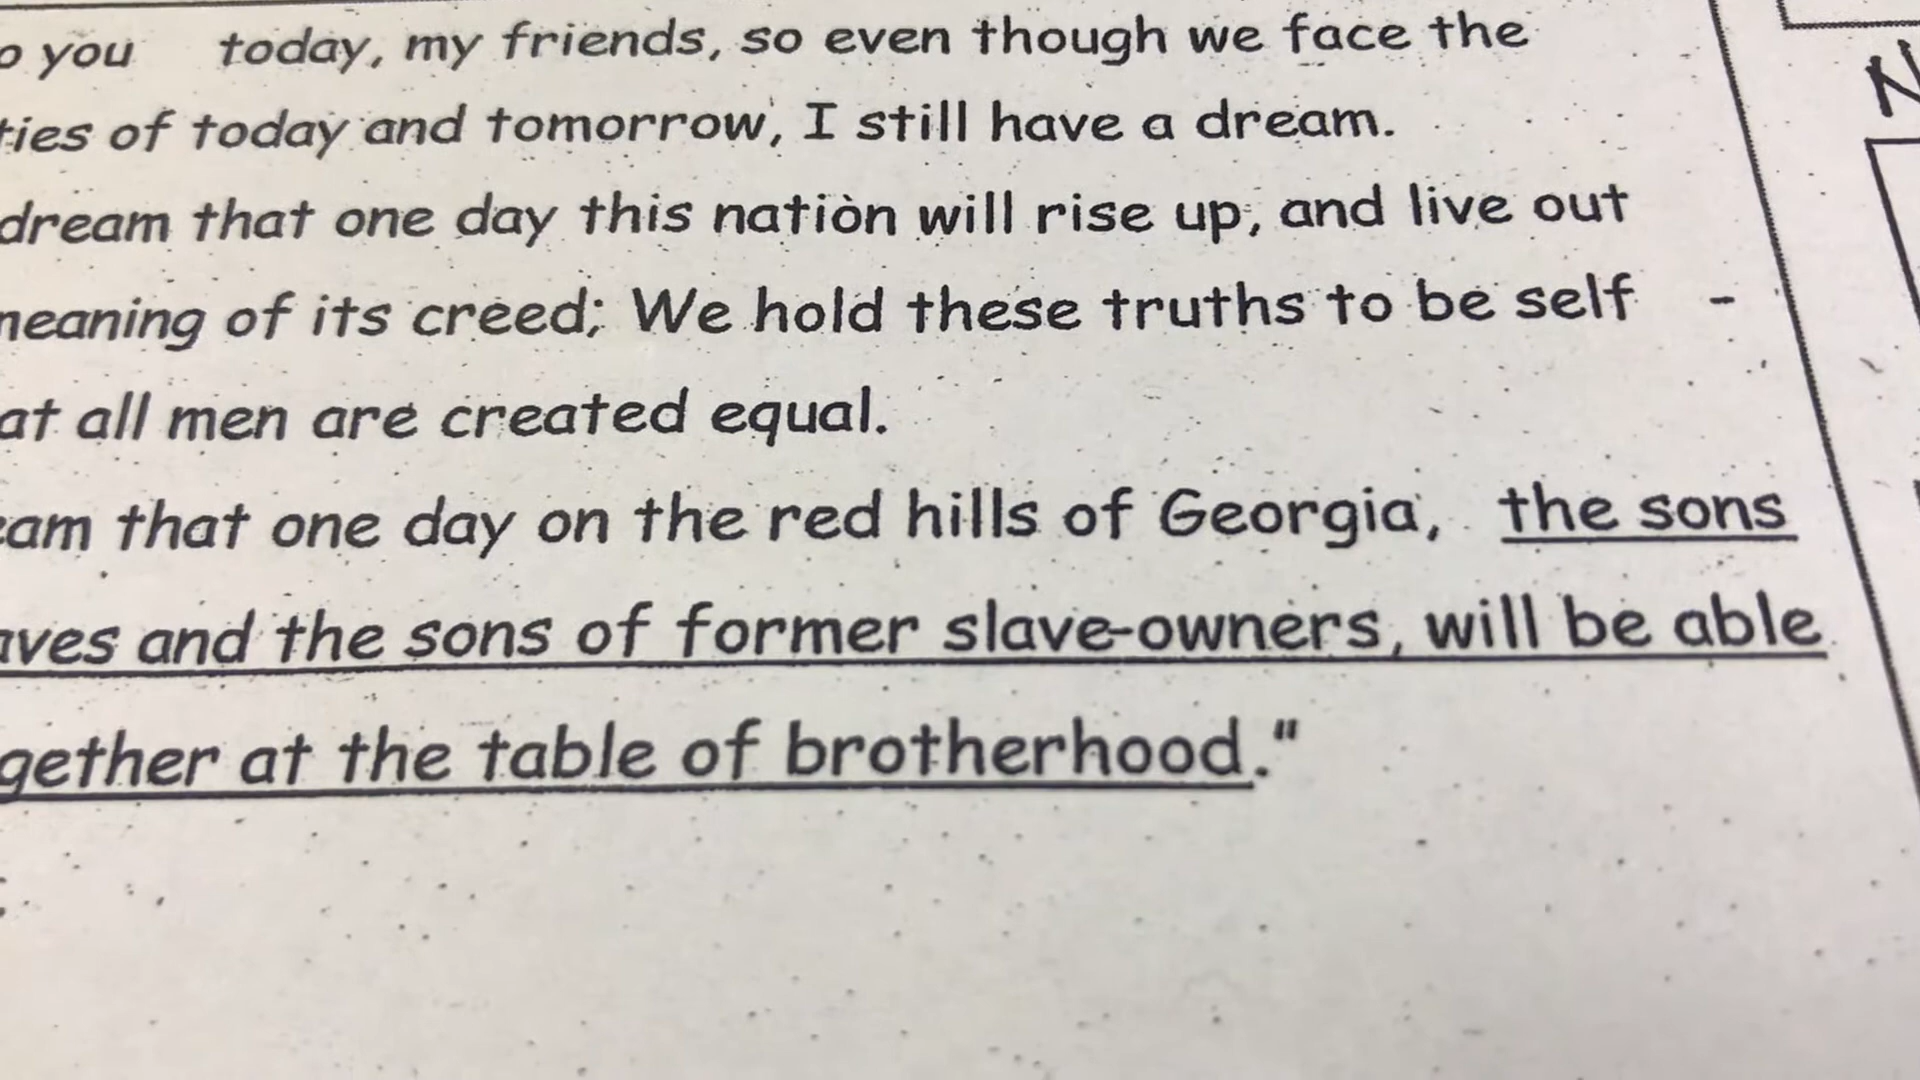 o you today, my friends, so even though we face the
ties of today and tomorrow, I still have a dream.
dream that one day this nation will rise up, and live out
neaning of its creed; We hold these truths to be self -
at all men are created equal.
eam that one day on the red hills of Georgia, the sons
aves and the sons of former slave-owners, will be able
gether at the table of brotherhood."
N